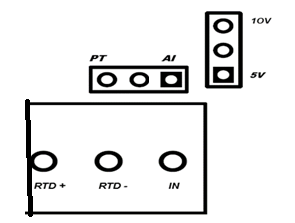 10V
PT AI
5V
RTD + RTD - IN